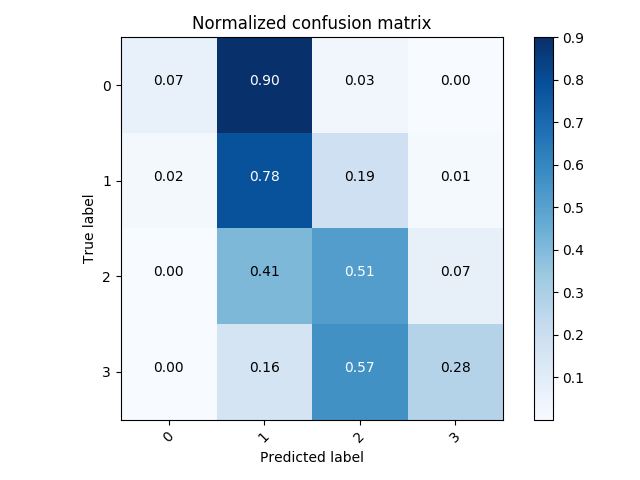 Normalized confusion matrix
True label
0 0.07 0.90 0.03 0.00
1 0.02 0.78 0.19 0.01
2 0.00 0.41 0.51 0.07
3 0.00 0.16 0.57 0.28
0 1 2 3
Predicted label
0.9
0.8
0.7
0.6
0.5
0.4
0.3
0.2
0.1